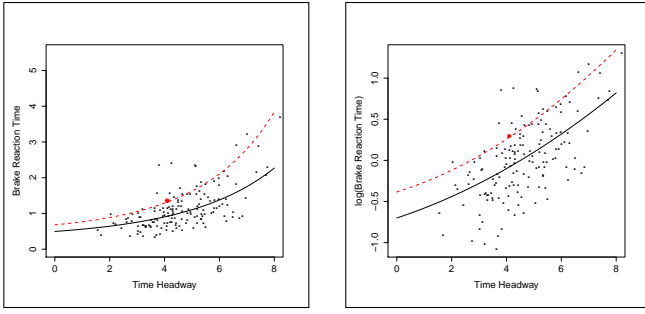 5
4
3
2
1
0
Brake Reaction Time
0 2 4 6 8
Time Headway
1.0
0.5
0.0
−0.5
−1.0
log(Brake Reaction Time)
0 2 4 6 8
Time Headway